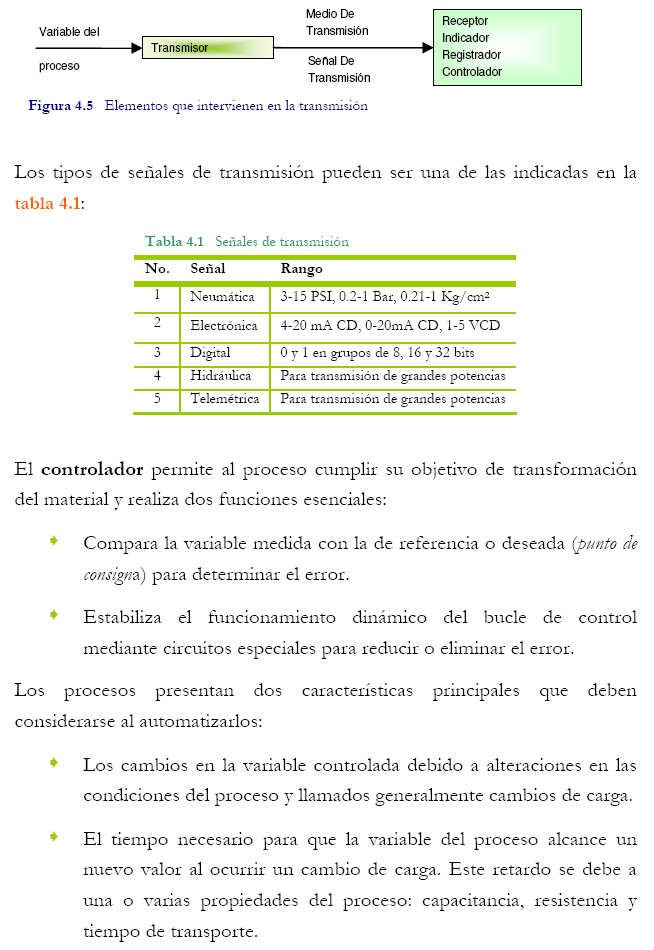 Variable del
proceso
Transmisor
Medio De
Transmisión
Señal De
Transmisión
Receptor
Indicador
Registrador
Controlador
Figura 4.5 Elementos que intervienen en la transmisión
Los tipos de señales de transmisión pueden ser una de las indicadas en la
tabla 4.1:
Tabla 4.1 Señales de transmisión
No. Señal Rango
1 Neumática 3-15 PSI, 0.2-1 Bar, 0.21-1 Kg/cm²
2 Electrónica 4-20 mA CD, 0-20mA CD, 1-5 VCD
3 Digital 0 y 1 en grupos de 8, 16 y 32 bits
4 Hidráulica Para transmisión de grandes potencias
5 Telemétrica Para transmisión de grandes potencias
El controlador permite al proceso cumplir su objetivo de transformación
del material y realiza dos funciones esenciales:
Compara la variable medida con la de referencia o deseada (punto de
consigna) para determinar el error.
Estabiliza el funcionamiento dinámico del bucle de control
mediante circuitos especiales para reducir o eliminar el error.
Los procesos presentan dos características principales que deben
considerarse al automatizarlos:
Los cambios en la variable controlada debido a alteraciones en las
condiciones del proceso y llamados generalmente cambios de carga.
El tiempo necesario para que la variable del proceso alcance un
nuevo valor al ocurrir un cambio de carga. Este retardo se debe a
una o varias propiedades del proceso: capacitancia, resistencia y
tiempo de transporte.